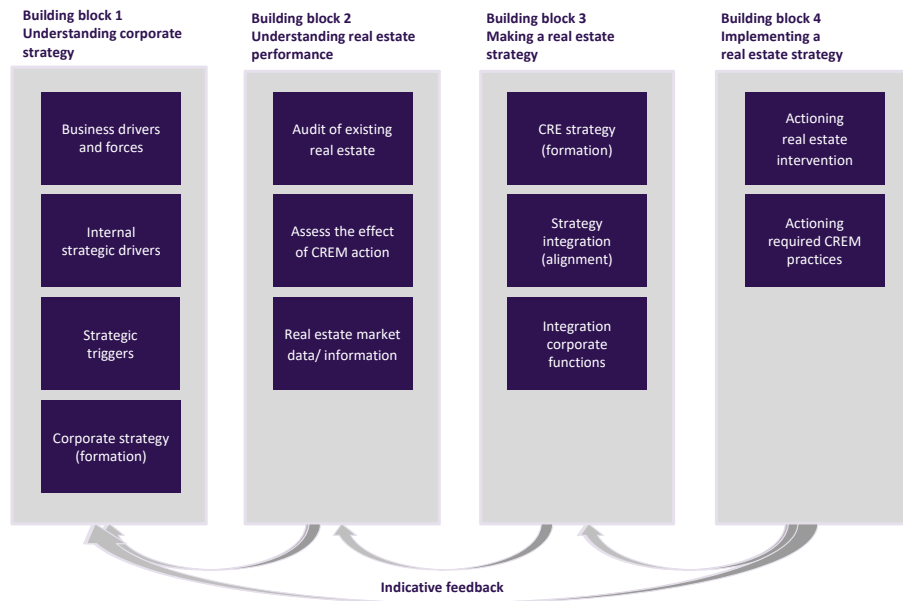 Building block 1
Understanding corporate
strategy
Business drivers
and forces
Internal
strategic drivers
Strategic
triggers
Corporate strategy
(formation)
Building block 2
Understanding real estate
performance
Audit of existing
real estate
Assess the effect
of CREM action
Real estate market
data/ information
Building block 3
Making a real estate
strategy
CRE strategy
(formation)
Strategy
integration
(alignment)
Integration
corporate
functions
Building block 4
Implementing a
real estate strategy
Actioning
real estate
intervention
Actioning
required CREM
practices
Indicative feedback